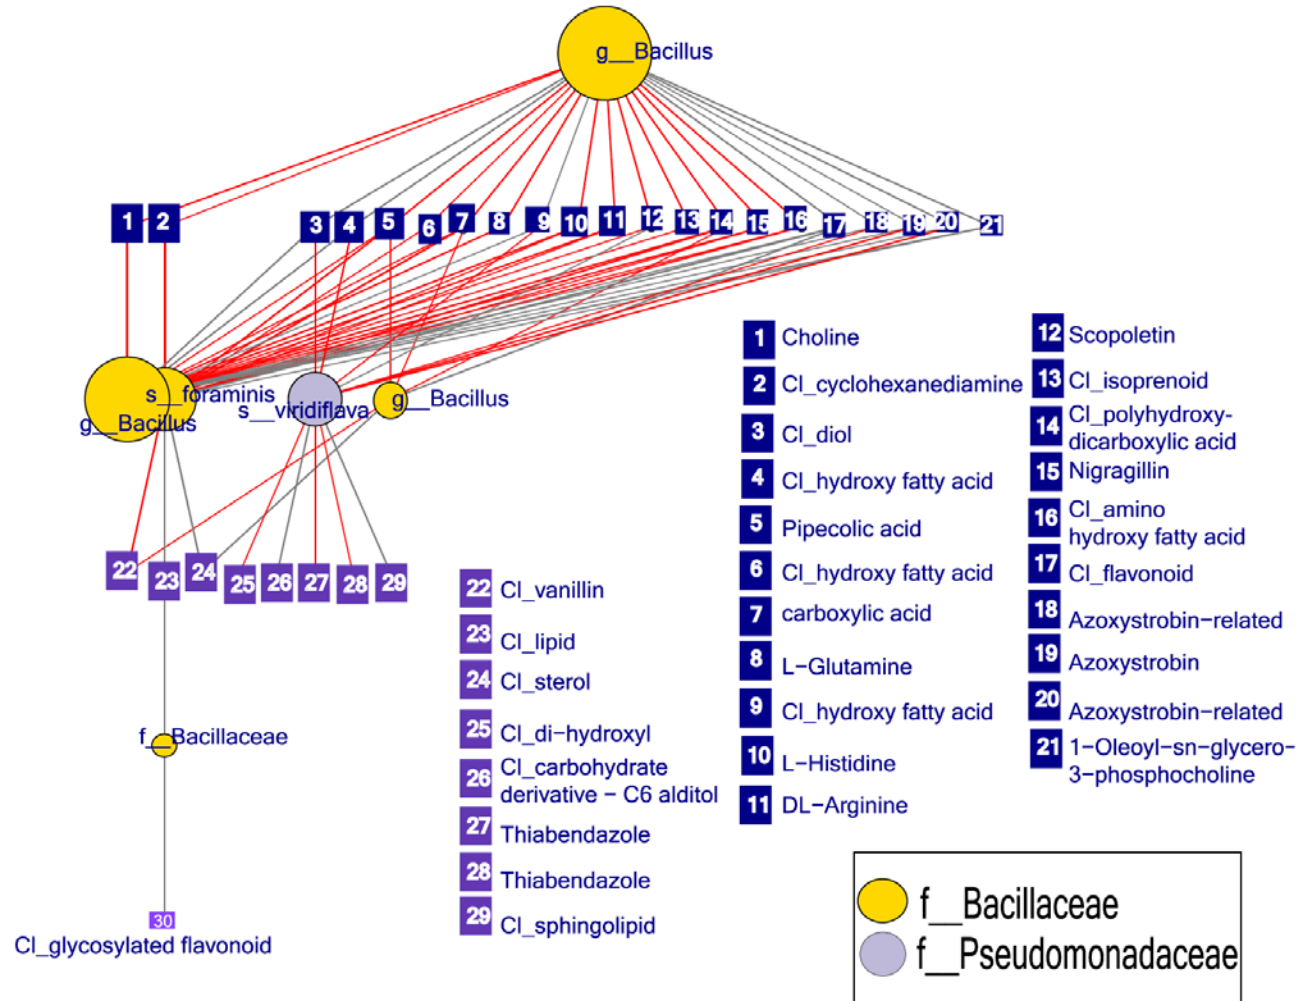 g__Bacillus
1
2
3
4
5
6
7
8
9
10
11
12
13
14
15
16
17
18
19
20
21
s__foraminis
g__Bacillus
s__viridiflava
g__Bacillus
22
23
24
25
26
27
28
29
f__Bacillaceae
30
Cl_glycosylated flavonoid
22 Cl_vanillin
23 Cl_lipid
24 Cl_sterol
25 Cl_di−hydroxyl
26 Cl_carbohydrate
derivative − C6 alditol
27 Thiabendazole
28 Thiabendazole
29 Cl_sphingolipid
1 Choline
2 Cl_cyclohexanediamine
3 Cl_diol
4 Cl_hydroxy fatty acid
5 Pipecolic acid
6 Cl_hydroxy fatty acid
7 carboxylic acid
8 L−Glutamine
9 Cl_hydroxy fatty acid
10 L−Histidine
11 DL−Arginine
12 Scopoletin
13 Cl_isoprenoid
14 Cl_polyhydroxy-
dicarboxylic acid
15 Nigragillin
16 Cl_amino
hydroxy fatty acid
17 Cl_flavonoid
18 Azoxystrobin−related
19 Azoxystrobin
20 Azoxystrobin−related
21 1−Oleoyl−sn−glycero-
3−phosphocholine
f__Bacillaceae
f__Pseudomonadaceae